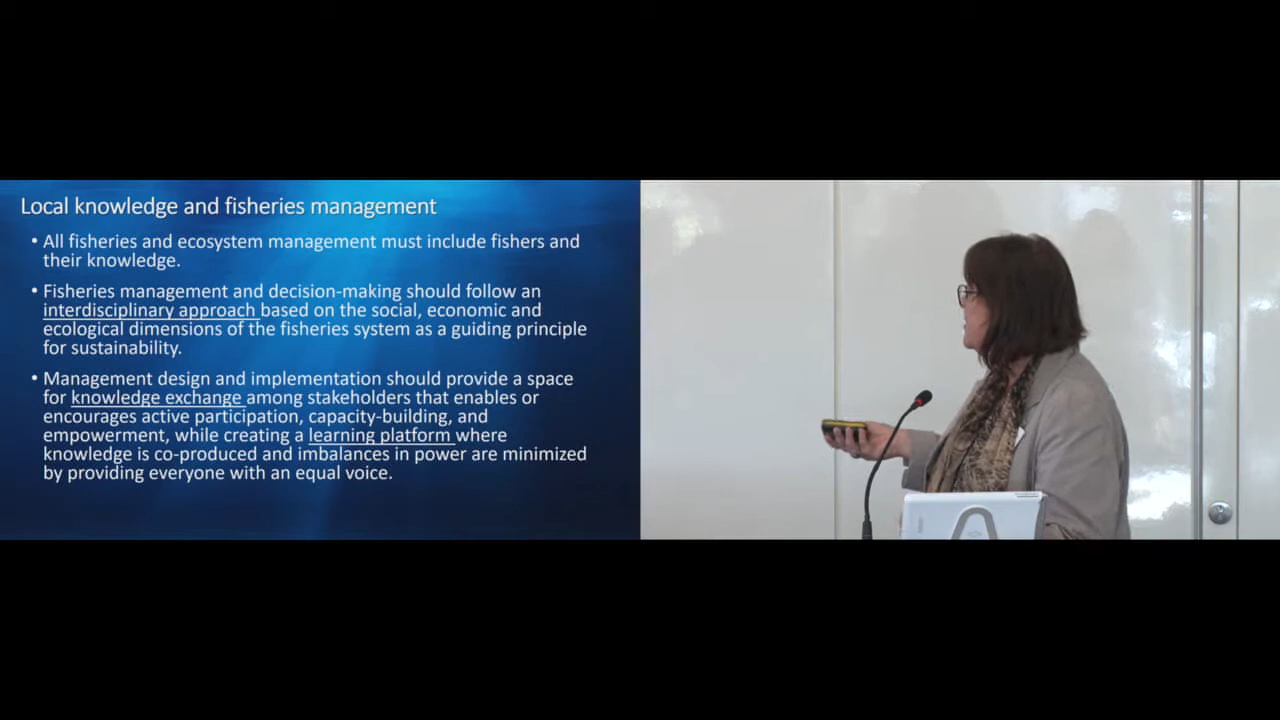 Local knowledge and fisheries management
• All fisheries and ecosystem management must include fishers and
their knowledge.
• Fisheries management and decision-making should follow an
interdisciplinary approach based on the social, economic and
ecological dimensions of the fisheries system as a guiding principle
for sustainability.
• Management design and implementation should provide a space
for knowledge exchange among stakeholders that enables or
encourages active participation, capacity-building, and
empowerment, while creating a learning platform where
knowledge is co-produced and imbalances in power are minimized
by providing everyone with an equal voice.